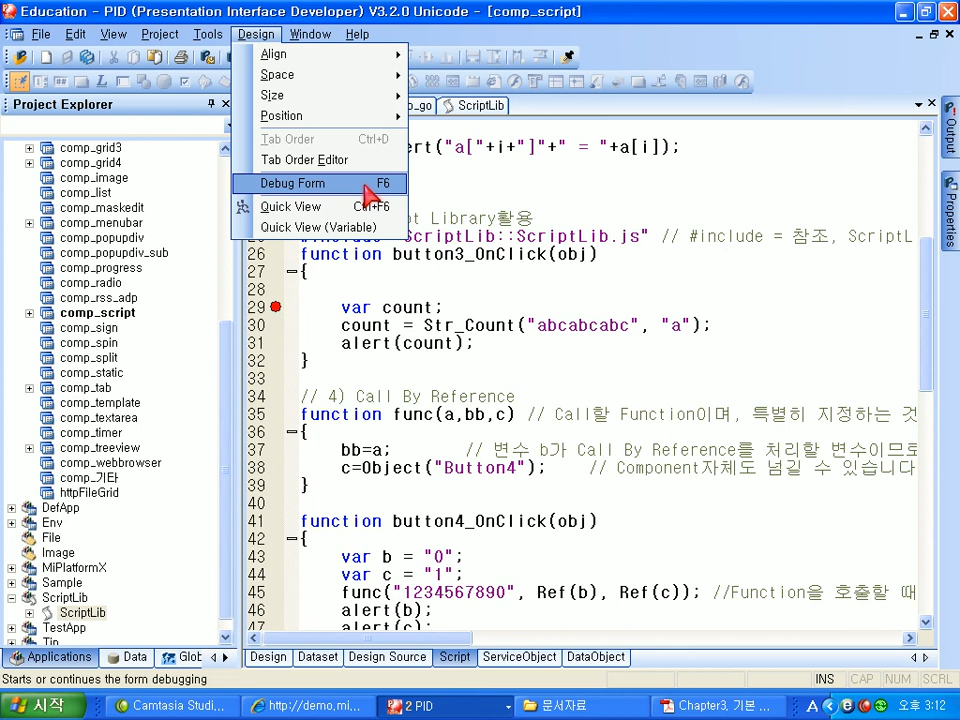 Education - PID (Presentation Interface Developer) V3.2.0 Unicode - [comp_script]
File Edit View Project Tools Design Window Help
Align
Space
Size
Position
Tab Order Ctrl+D
Tab Order Editor
Debug Form F6
Quick View Ctrl+F6
Quick View (Variable)
Project Explorer
comp_grid3
comp_grid4
comp_image
comp_list
comp_maskedit
comp_menubar
comp_popupdiv
comp_popupdiv_sub
comp_progress
comp_radio
comp_rss_adp
comp_script
comp_sign
comp_spin
comp_split
comp_static
comp_tab
comp_template
comp_textarea
comp_timer
comp_treeview
comp_webbrowser
comp_기타
httpFileGrid
DefApp
Env
File
Image
MiPlatformX
Sample
ScriptLib
ScriptLib
TestApp
Tip
Applications Data Glob
p_go ScriptLib
ert("a["+i+"]"+" = "+a[i]);
ot Library활용
ScriptLib::ScriptLib.js" // #include = 참조, ScriptL
26 function button3_OnClick(obj)
27 {
28
29 var count;
30 count = Str_Count("abcabcabc", "a");
31 alert(count);
32 }
33
34 // 4) Call By Reference
35 function func(a,bb,c) // Call할 Function이며, 특별히 지정하는 것
36 {
37 bb=a; // 변수 b가 Call By Reference를 처리할 변수이므로
38 c=Object("Button4"); // Component자체도 넘길 수 있습니다
39 }
40
41 function button4_OnClick(obj)
42 {
43 var b = "0";
44 var c = "1";
45 func("1234567890", Ref(b), Ref(c)); //Function을 호출할 때
46 alert(b);
47 alert(c);
Output
Properties
Design Dataset Design Source Script ServiceObject DataObject
Starts or continues the form debugging
INS CAP NUM SCRL
시작 Camtasia Studi... http://demo,mi... 2 PID 문서자료 Chapter3, 기본 ... A 오후 3:12